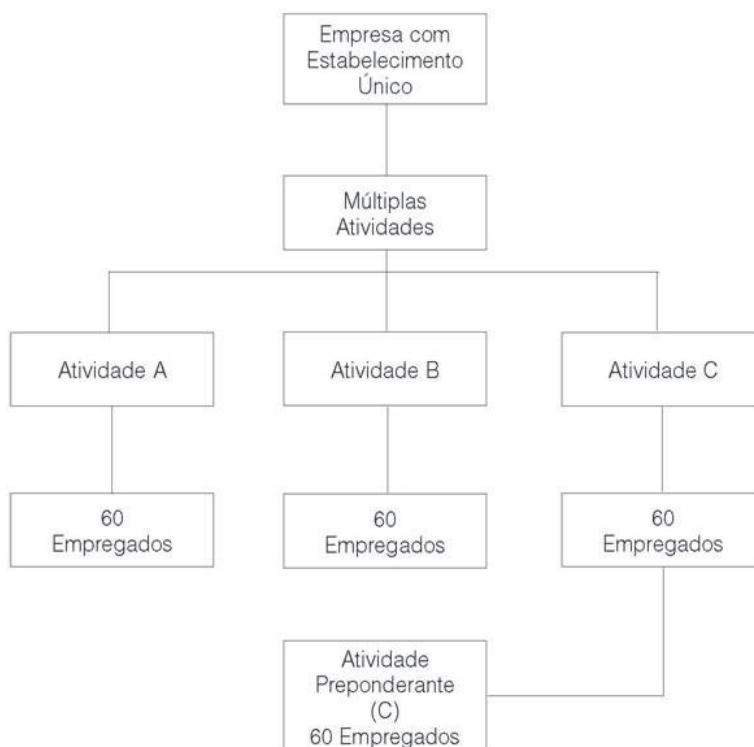 Empresa com
Estabelecimento
Único
Múltiplas
Atividades
Atividade A
Atividade B
Atividade C
60
Empregados
60
Empregados
60
Empregados
Atividade
Preponderante
(C)
60 Empregados